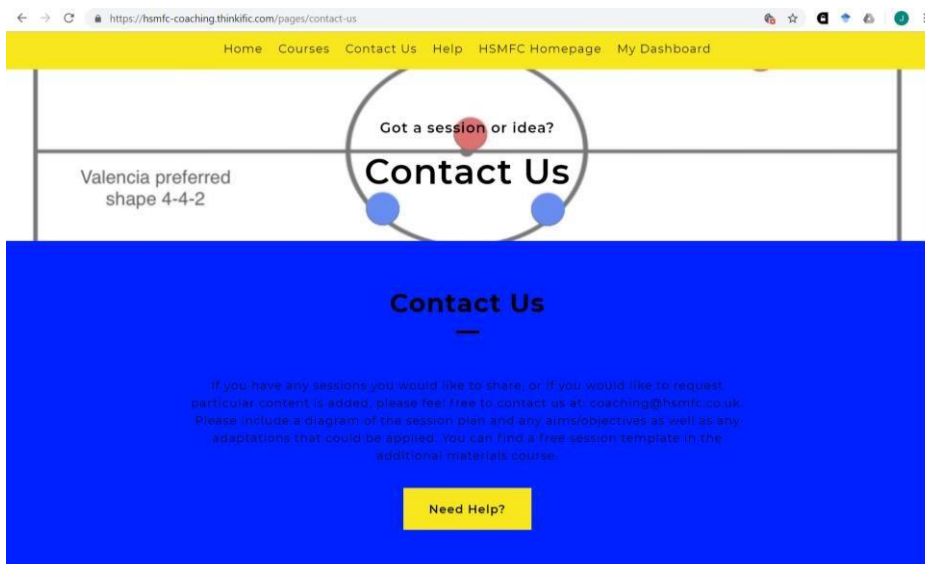 https://hsmfc-coaching.thinkific.com/pages/contact-us
Home Courses Contact Us Help HSMFC Homepage My Dashboard
Got a session or idea?
Contact Us
Valencia preferred
shape 4-4-2
Contact Us
If you have any sessions you would like to share, or if you would like to request
particular content is added, please feel free to contact us at: coaching@hsmfc.co.uk.
Please include a diagram of the session plan and any aims/objectives as well as any
adaptations that could be applied. You can find a free session template in the
additional materials course.
Need Help?